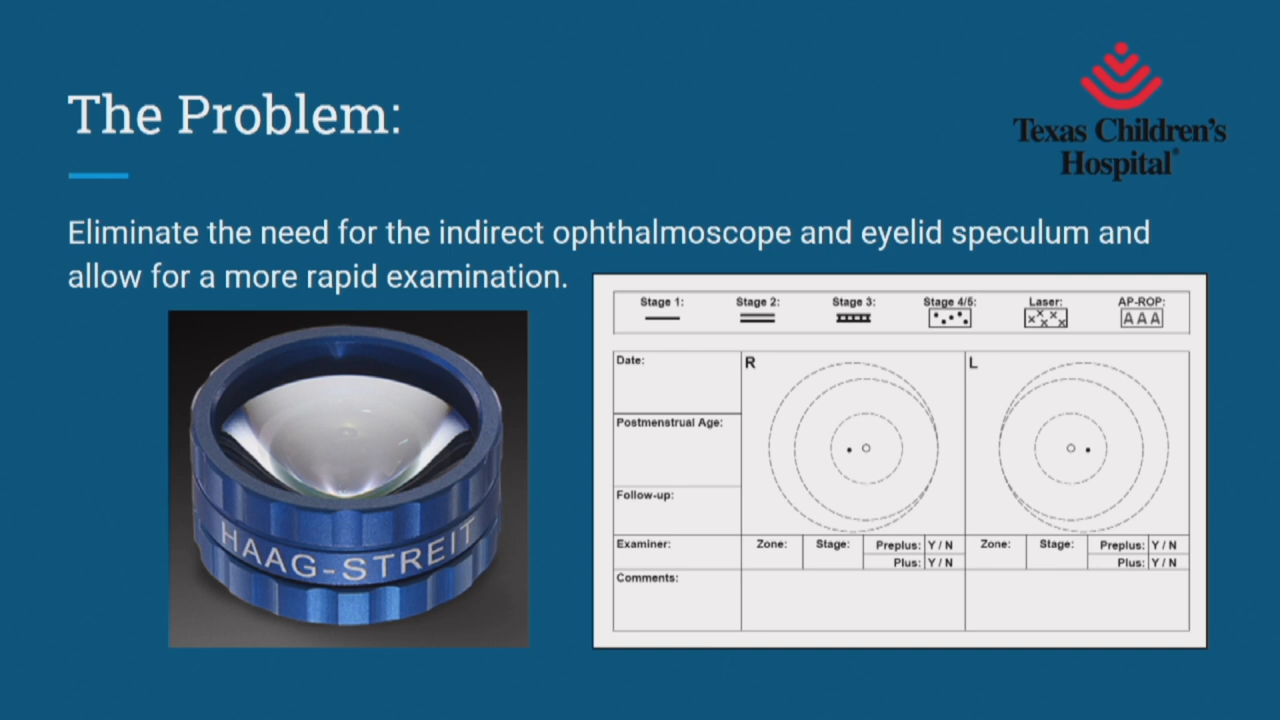 The Problem:
Texas Children's
Hospital®
Eliminate the need for the indirect ophthalmoscope and eyelid speculum and
allow for a more rapid examination.
HAAG-STREIT
Stage 1: Stage 2: Stage 3: Stage 4/5: Laser: AP-ROP:
x x x x x x A A A
Date: R L
Postmenstrual Age:
Follow-up:
Examiner: Zone: Stage: Preplus: Y / N Zone: Stage: Preplus: Y / N
Plus: Y / N Plus: Y / N
Comments: